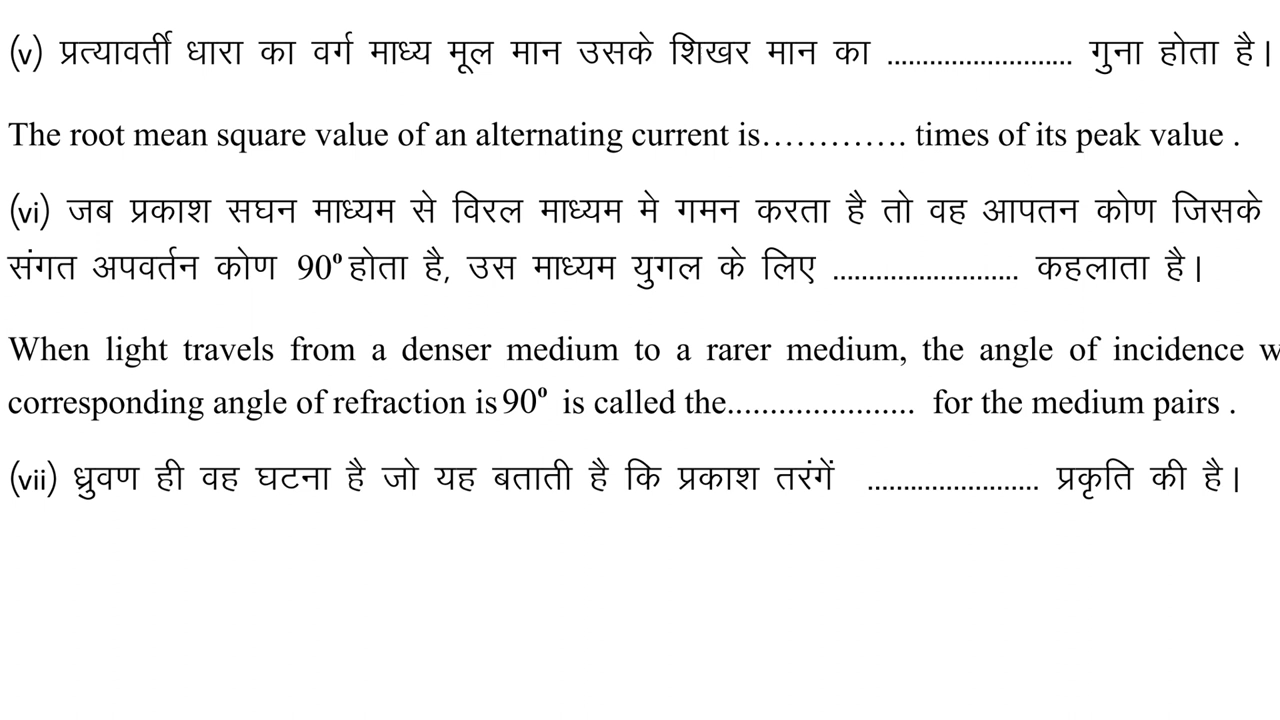 (v) प्रत्यावर्ती धारा का वर्ग माध्य मूल मान उसके शिखर मान का .......................... गुना होता है।
The root mean square value of an alternating current is…………. times of its peak value .
(vi) जब प्रकाश सघन माध्यम से विरल माध्यम मे गमन करता है तो वह आपतन कोण जिसके
संगत अपवर्तन कोण 90º होता है, उस माध्यम युगल के लिए .......................... कहलाता है।
When light travels from a denser medium to a rarer medium, the angle of incidence w
corresponding angle of refraction is 90º is called the...................... for the medium pairs .
(vii) ध्रुवण ही वह घटना है जो यह बताती है कि प्रकाश तरंगें ........................ प्रकृति की है।